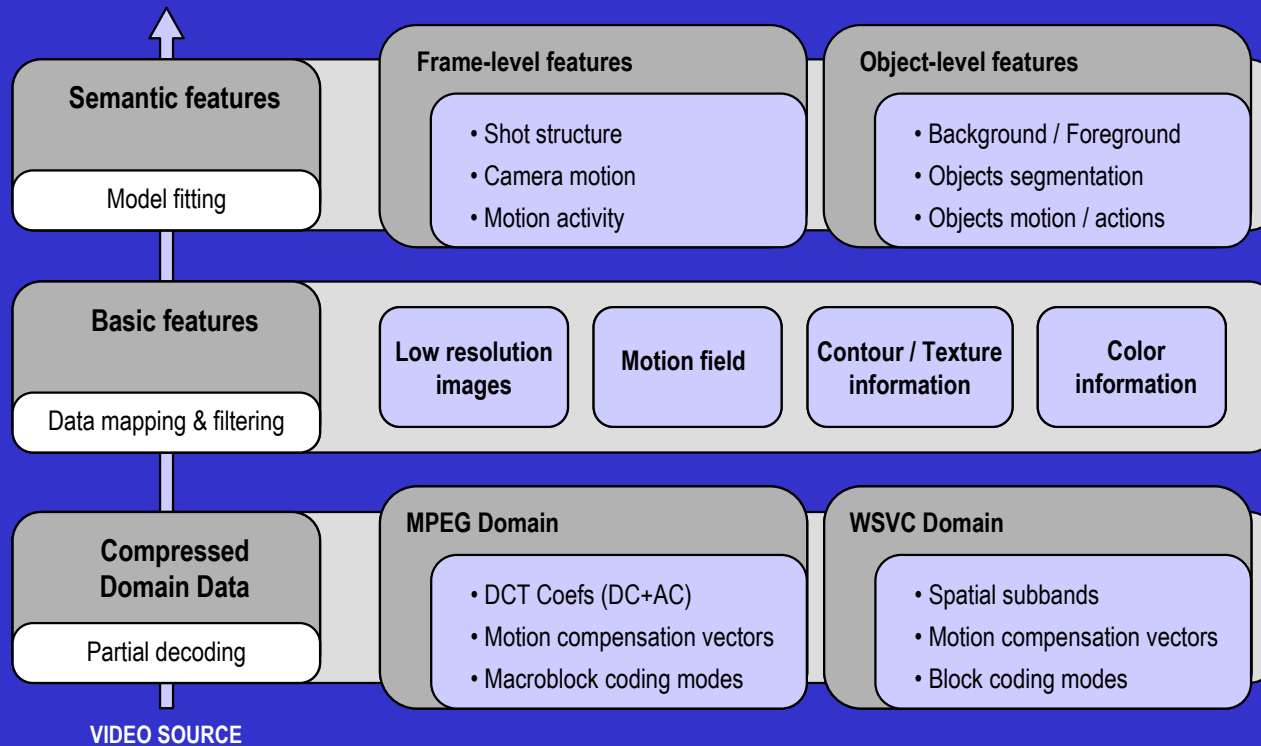 Semantic features
Model fitting
Frame-level features
• Shot structure
• Camera motion
• Motion activity
Object-level features
• Background / Foreground
• Objects segmentation
• Objects motion / actions
Basic features
Data mapping & filtering
Low resolution
images
Motion field
Contour / Texture
information
Color
information
Compressed
Domain Data
Partial decoding
MPEG Domain
• DCT Coefs (DC+AC)
• Motion compensation vectors
• Macroblock coding modes
WSVC Domain
• Spatial subbands
• Motion compensation vectors
• Block coding modes
VIDEO SOURCE